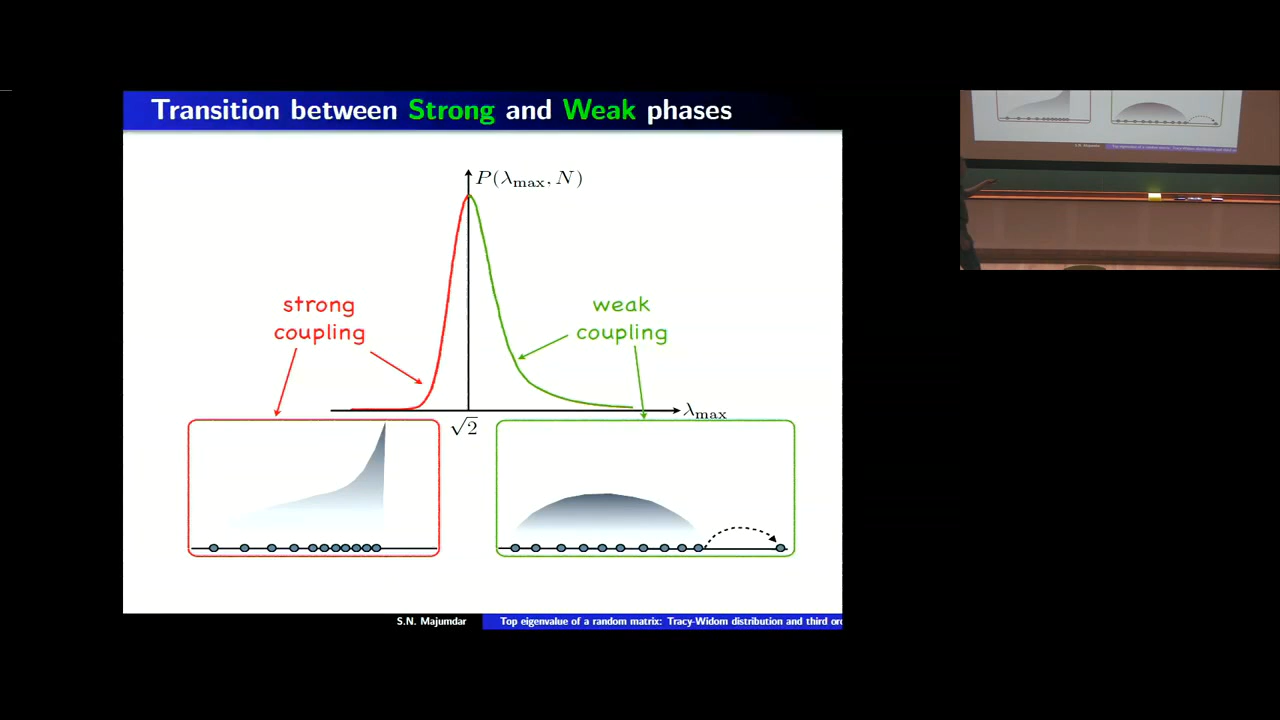 Transition between Strong and Weak phases
P(λmax, N)
strong
coupling
weak
coupling
λmax
√2
S.N. Majumdar
Top eigenvalue of a random matrix: Tracy-Widom distribution and third